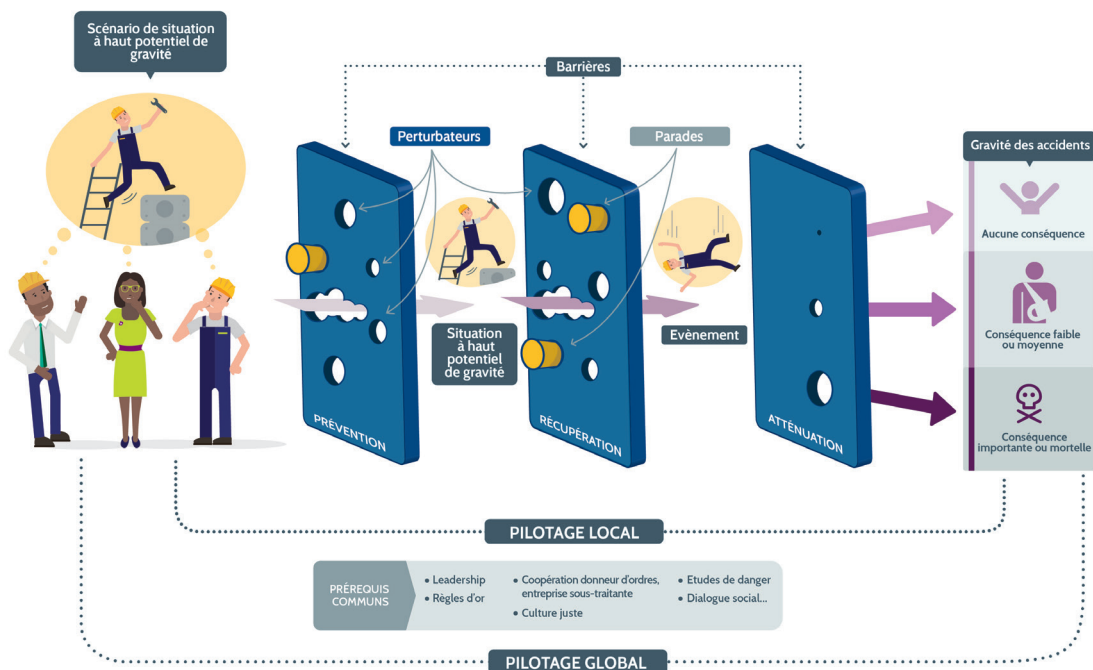 Scénario de situation
à haut potentiel de
gravité
Barrières
Perturbateurs
Parades
Gravité des accidents
Aucune conséquence
Situation
à haut
potentiel
de gravité
Evènement
Conséquence faible
ou moyenne
Conséquence
importante ou mortelle
PRÉVENTION
RÉCUPÉRATION
ATTÉNUATION
PILOTAGE LOCAL
PRÉREQUIS
COMMUNS
• Leadership
• Règles d'or
• Coopération donneur d'ordres,
entreprise sous-traitante
• Culture juste
• Etudes de danger
• Dialogue social...
PILOTAGE GLOBAL